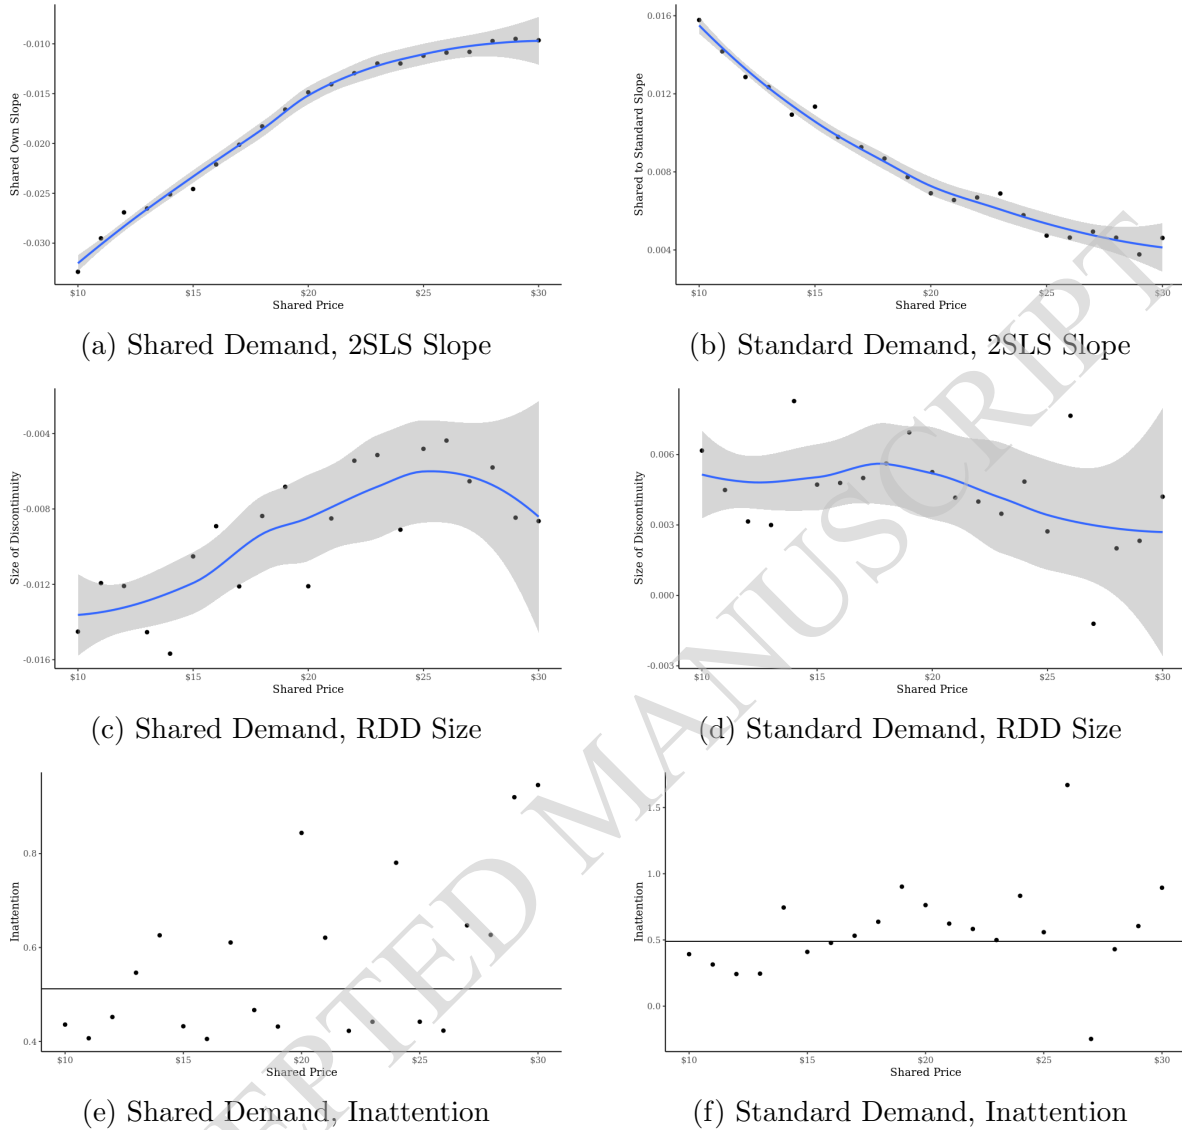 -0.010
-0.015
-0.020
-0.025
-0.030
Shared Own Slope
$10 $15 $20 $25 $30
Shared Price
(a) Shared Demand, 2SLS Slope
0.016
0.012
0.008
0.004
Shared to Standard Slope
$10 $15 $20 $25 $30
Shared Price
(b) Standard Demand, 2SLS Slope
-0.004
-0.008
-0.012
-0.016
Size of Discontinuity
$10 $15 $20 $25 $30
Shared Price
(c) Shared Demand, RDD Size
0.006
0.003
0.000
-0.003
Size of Discontinuity
$10 $15 $20 $25 $30
Shared Price
(d) Standard Demand, RDD Size
0.8
0.6
0.4
Inattention
$10 $15 $20 $25 $30
Shared Price
(e) Shared Demand, Inattention
1.5
1.0
0.5
0.0
Inattention
$10 $15 $20 $25 $30
Shared Price
(f) Standard Demand, Inattention
EPTED MANUSCRIPT